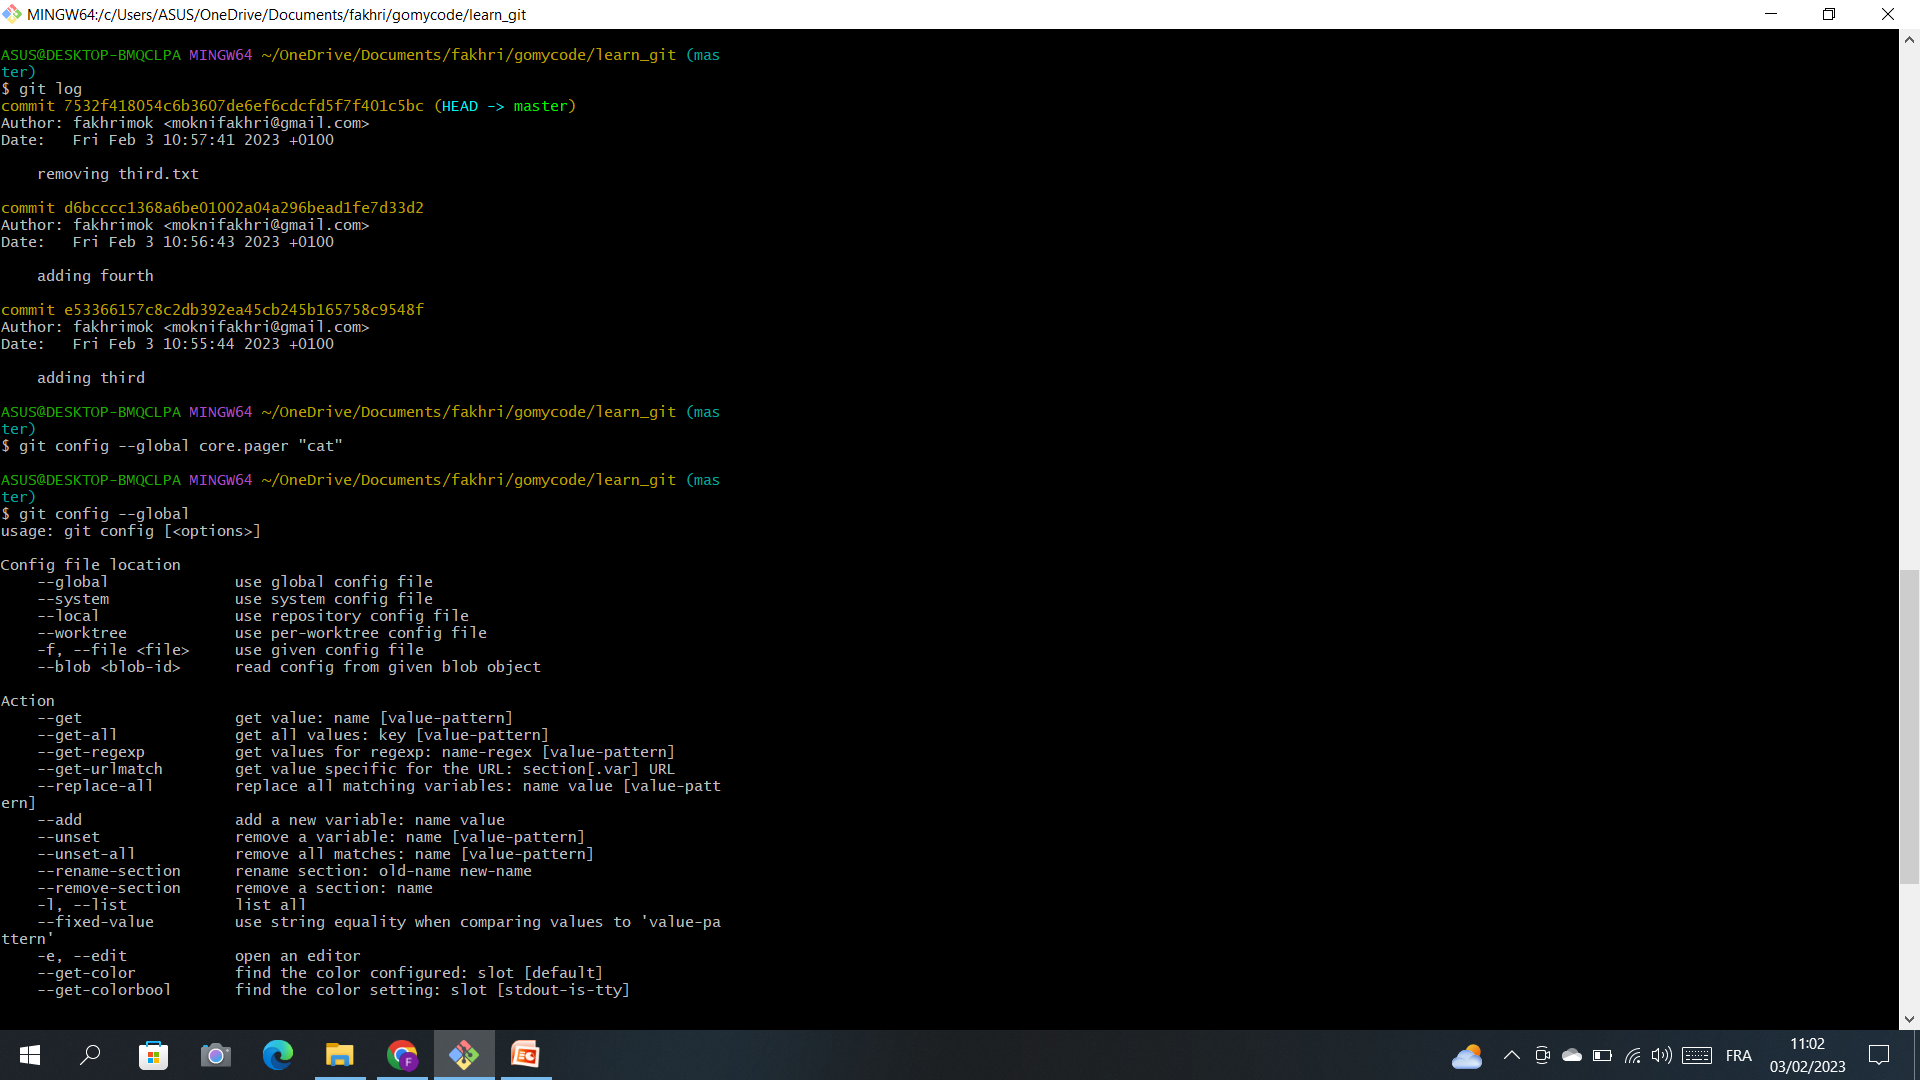 MINGW64:/c/Users/ASUS/OneDrive/Documents/fakhri/gomycode/learn_git
ASUS@DESKTOP-BMQCLPA MINGW64 ~/OneDrive/Documents/fakhri/gomycode/learn_git (mas
ter)
$ git log
commit 7532f418054c6b3607de6ef6cdcfd5f7f401c5bc (HEAD -> master)
Author: fakhrimok <moknifakhri@gmail.com>
Date:   Fri Feb 3 10:57:41 2023 +0100
    removing third.txt
commit d6bcccc1368a6be01002a04a296bead1fe7d33d2
Author: fakhrimok <moknifakhri@gmail.com>
Date:   Fri Feb 3 10:56:43 2023 +0100
    adding fourth
commit e53366157c8c2db392ea45cb245b165758c9548f
Author: fakhrimok <moknifakhri@gmail.com>
Date:   Fri Feb 3 10:55:44 2023 +0100
    adding third
ASUS@DESKTOP-BMQCLPA MINGW64 ~/OneDrive/Documents/fakhri/gomycode/learn_git (mas
ter)
$ git config --global core.pager "cat"
ASUS@DESKTOP-BMQCLPA MINGW64 ~/OneDrive/Documents/fakhri/gomycode/learn_git (mas
ter)
$ git config --global
usage: git config [<options>]
Config file location
    --global              use global config file
    --system              use system config file
    --local               use repository config file
    --worktree            use per-worktree config file
    -f, --file <file>     use given config file
    --blob <blob-id>      read config from given blob object
Action
    --get                 get value: name [value-pattern]
    --get-all             get all values: key [value-pattern]
    --get-regexp          get values for regexp: name-regex [value-pattern]
    --get-urlmatch        get value specific for the URL: section[.var] URL
    --replace-all         replace all matching variables: name value [value-patt
ern]
    --add                 add a new variable: name value
    --unset               remove a variable: name [value-pattern]
    --unset-all           remove all matches: name [value-pattern]
    --rename-section      rename section: old-name new-name
    --remove-section      remove a section: name
    -l, --list            list all
    --fixed-value         use string equality when comparing values to 'value-pa
ttern'
    -e, --edit            open an editor
    --get-color           find the color configured: slot [default]
    --get-colorbool       find the color setting: slot [stdout-is-tty]
F
FRA
11:02
03/02/2023